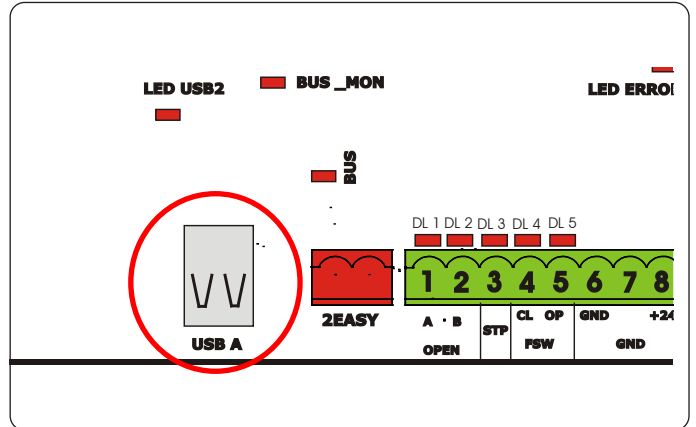 LED USB2
BUS _MON
LED ERRO
BUS
DL 1 DL 2 DL 3 DL 4 DL 5
1 2 3 4 5 6 7 8
2EASY
A · B
STP
CL OP
GND
+24
OPEN
FSW
GND
USB A